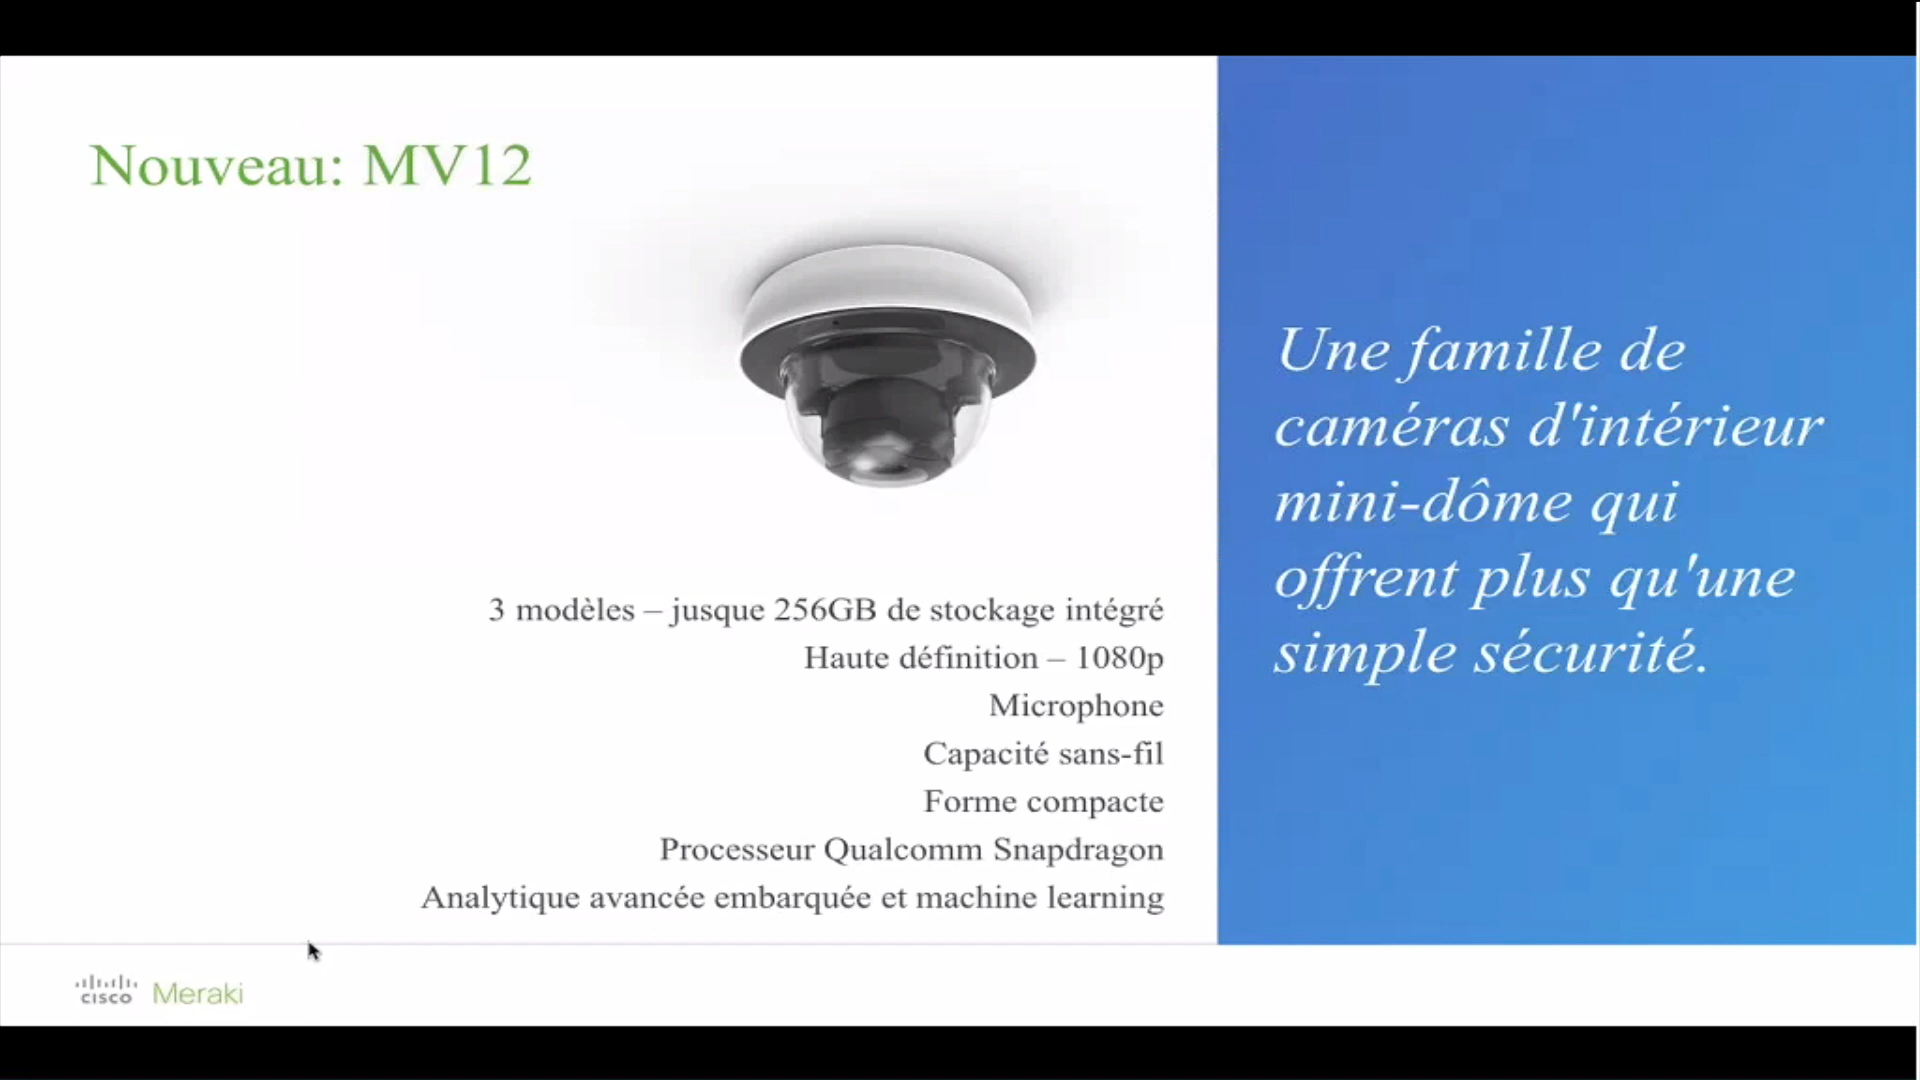 Nouveau: MV12
3 modèles – jusque 256GB de stockage intégré
Haute définition – 1080p
Microphone
Capacité sans-fil
Forme compacte
Processeur Qualcomm Snapdragon
Analytique avancée embarquée et machine learning
Une famille de
caméras d'intérieur
mini-dôme qui
offrent plus qu'une
simple sécurité.
cisco Meraki